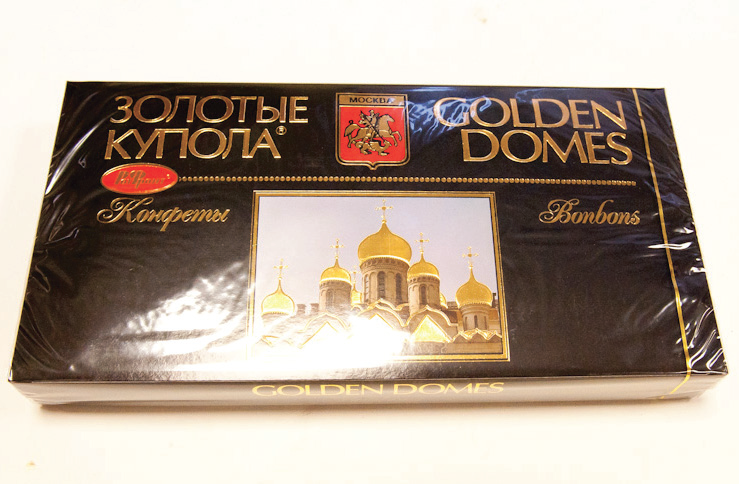 ЗОЛОТЫЕ
КУПОЛА®
МОСКВА
GOLDEN
DOMES
Конфеты
Bonbons
GOLDEN DOMES